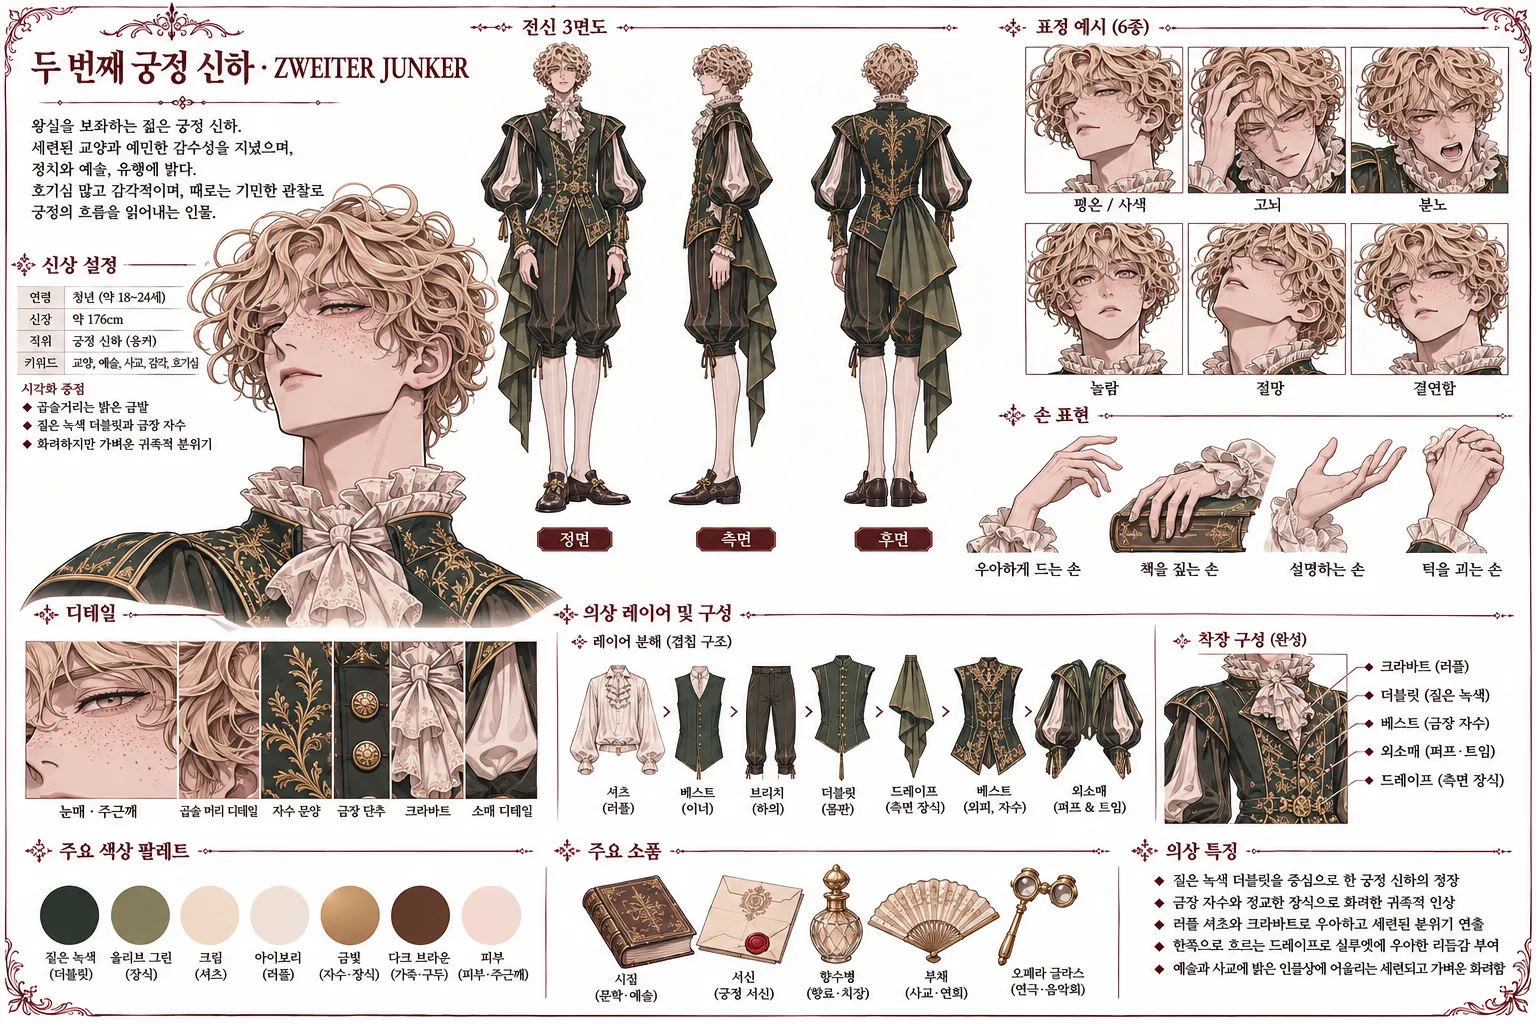 두 번째 궁정 신하 · ZWEITER JUNKER
왕실을 보좌하는 젊은 궁정 신하.
세련된 교양과 예민한 감수성을 지녔으며,
정치와 예술, 유행에 밝다.
호기심 많고 감각적이며, 때로는 기민한 관찰로
궁정의 흐름을 읽어내는 인물.
신상 설정
연령 청년 (약 18~24세)
신장 약 176cm
직위 궁정 신하 (융커)
키워드 교양, 예술, 사교, 감각, 호기심
시각화 중점
◆ 곱슬거리는 밝은 금발
◆ 짙은 녹색 더블릿과 금장 자수
◆ 화려하지만 가벼운 귀족적 분위기
전신 3면도
정면
측면
후면
표정 예시 (6종)
평온 / 사색
고뇌
분노
놀람
절망
결연함
손 표현
우아하게 드는 손
책을 짚는 손
설명하는 손
턱을 괴는 손
디테일
눈매 · 주근깨
곱슬 머리 디테일
자수 문양
금장 단추
크라바트
소매 디테일
의상 레이어 및 구성
레이어 분해 (겹침 구조)
셔츠
(러플)
베스트
(이너)
브리치
(하의)
더블릿
(몸판)
드레이프
(측면 장식)
베스트
(외피, 자수)
외소매
(퍼프 & 트임)
착장 구성 (완성)
크라바트 (러플)
더블릿 (짙은 녹색)
베스트 (금장 자수)
외소매 (퍼프·트임)
드레이프 (측면 장식)
주요 색상 팔레트
짙은 녹색
(더블릿)
올리브 그린
(장식)
크림
(셔츠)
아이보리
(러플)
금빛
(자수·장식)
다크 브라운
(가죽·구두)
피부
(피부·주근깨)
주요 소품
시집
(문학·예술)
서신
(궁정 서신)
향수병
(향료·치장)
부채
(사교·연회)
오페라 글라스
(연극·음악회)
의상 특징
◆ 짙은 녹색 더블릿을 중심으로 한 궁정 신하의 정장
◆ 금장 자수와 정교한 장식으로 화려한 귀족적 인상
◆ 러플 셔츠와 크라바트로 우아하고 세련된 분위기 연출
◆ 한쪽으로 흐르는 드레이프로 실루엣에 우아한 리듬감 부여
◆ 예술과 사교에 밝은 인물상에 어울리는 세련되고 가벼운 화려함